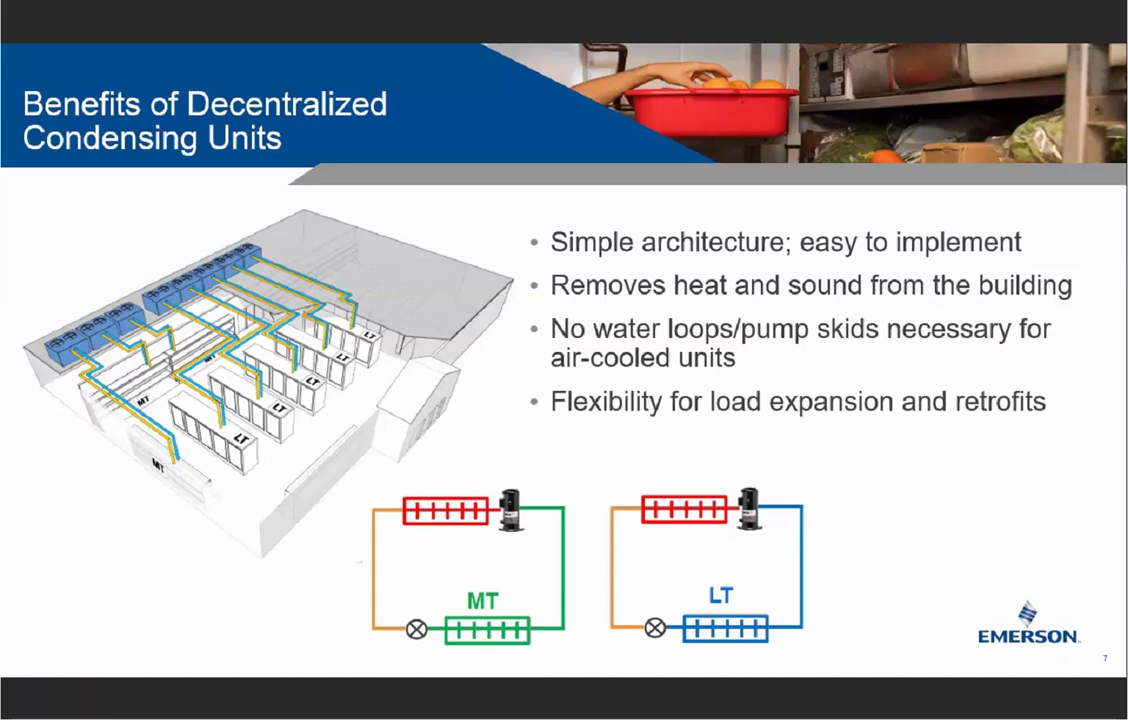 Benefits of Decentralized
Condensing Units
• Simple architecture; easy to implement
• Removes heat and sound from the building
• No water loops/pump skids necessary for
air-cooled units
• Flexibility for load expansion and retrofits
LT
LT
LT
LT
LT
MT
MT
MT
MT
LT
EMERSON
7